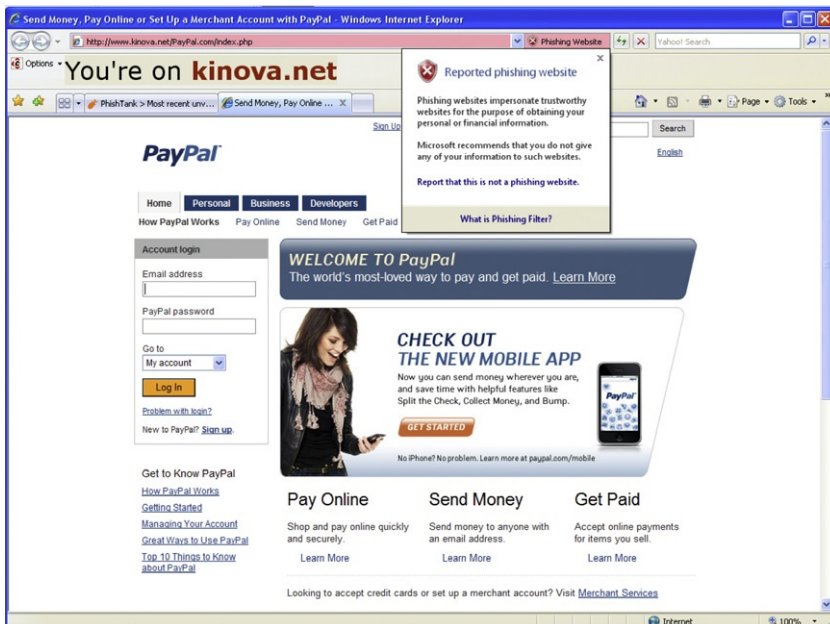 Send Money, Pay Online or Set Up a Merchant Account with PayPal - Windows Internet Explorer
http://www.kinova.net/PayPal.com/index.php
Phishing Website
Yahoo! Search
Options
You're on kinova.net
PhishTank > Most recent unv...
Send Money, Pay Online ...
Page
Tools
Reported phishing website
Phishing websites impersonate trustworthy
websites for the purpose of obtaining your
personal or financial information.
Microsoft recommends that you do not give
any of your information to such websites.
Report that this is not a phishing website.
What is Phishing Filter?
Sign Up
Search
PayPal
English
Home Personal Business Developers
How PayPal Works Pay Online Send Money Get Paid
Account login
Email address
PayPal password
Go to
My account
Log In
Problem with login?
New to PayPal? Sign up.
WELCOME TO PayPal
The world's most-loved way to pay and get paid. Learn More
CHECK OUT
THE NEW MOBILE APP
Now you can send money wherever you are,
and save time with helpful features like
Split the Check, Collect Money, and Bump.
GET STARTED
No iPhone? No problem. Learn more at paypal.com/mobile
PayPal
Get to Know PayPal
How PayPal Works
Getting Started
Managing Your Account
Great Ways to Use PayPal
Top 10 Things to Know
about PayPal
Pay Online
Shop and pay online quickly
and securely.
Learn More
Send Money
Send money to anyone with
an email address.
Learn More
Get Paid
Accept online payments
for items you sell.
Learn More
Looking to accept credit cards or set up a merchant account? Visit Merchant Services
Internet
100%